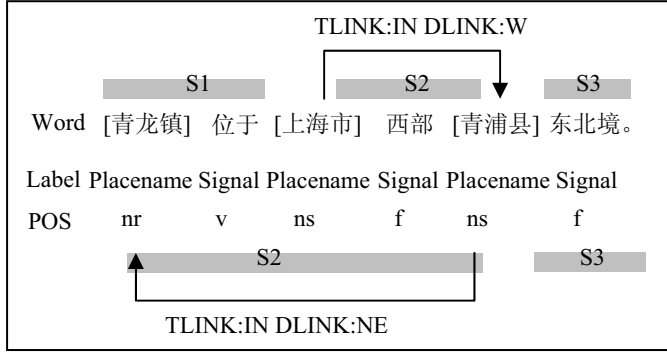 TLINK:IN DLINK:W
S1 S2 S3
Word [青龙镇] 位于 [上海市] 西部 [青浦县] 东北境。
Label Placename Signal Placename Signal Placename Signal
POS nr v ns f ns f
S2 S3
TLINK:IN DLINK:NE